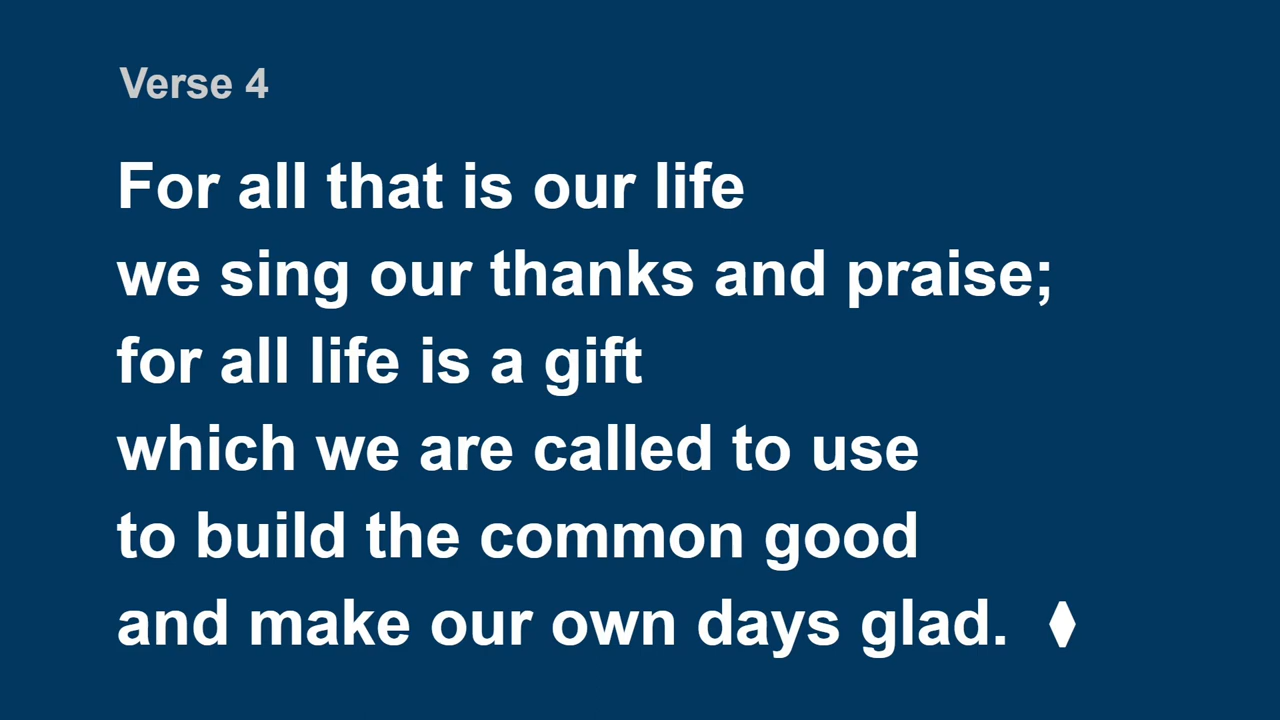 Verse 4
For all that is our life
we sing our thanks and praise;
for all life is a gift
which we are called to use
to build the common good
and make our own days glad. ♦